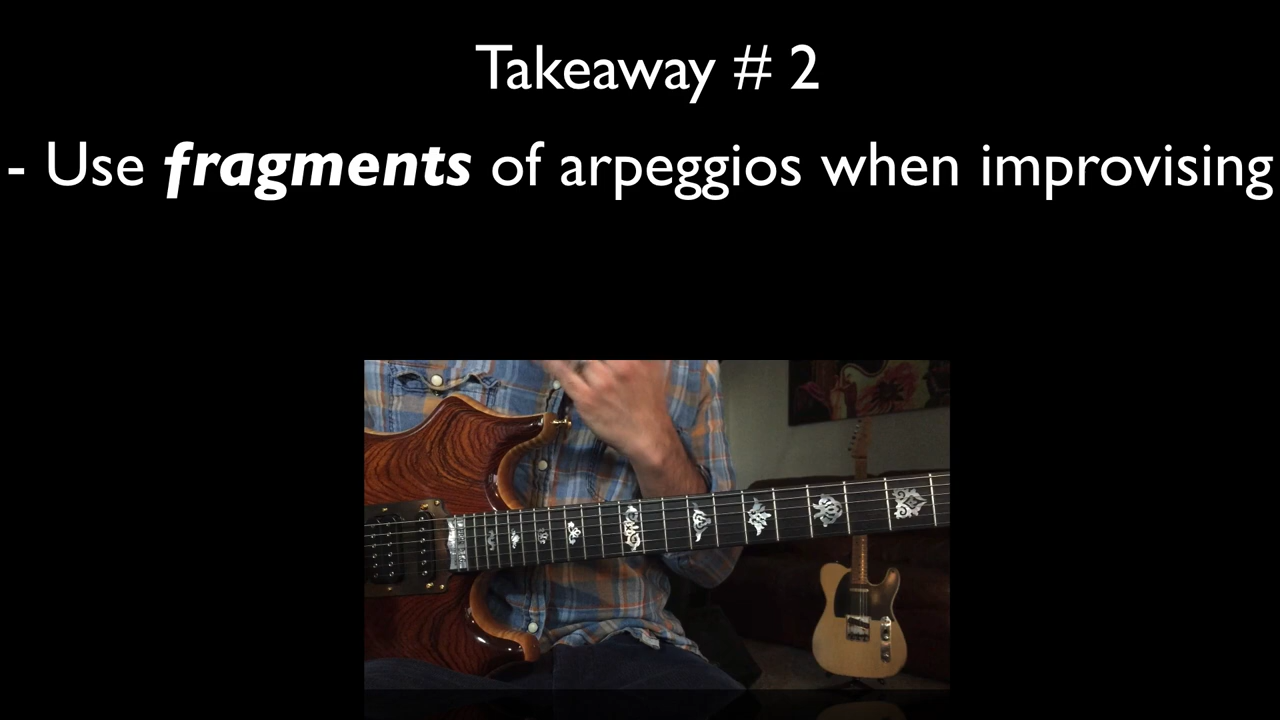 Takeaway # 2
- Use fragments of arpeggios when improvising